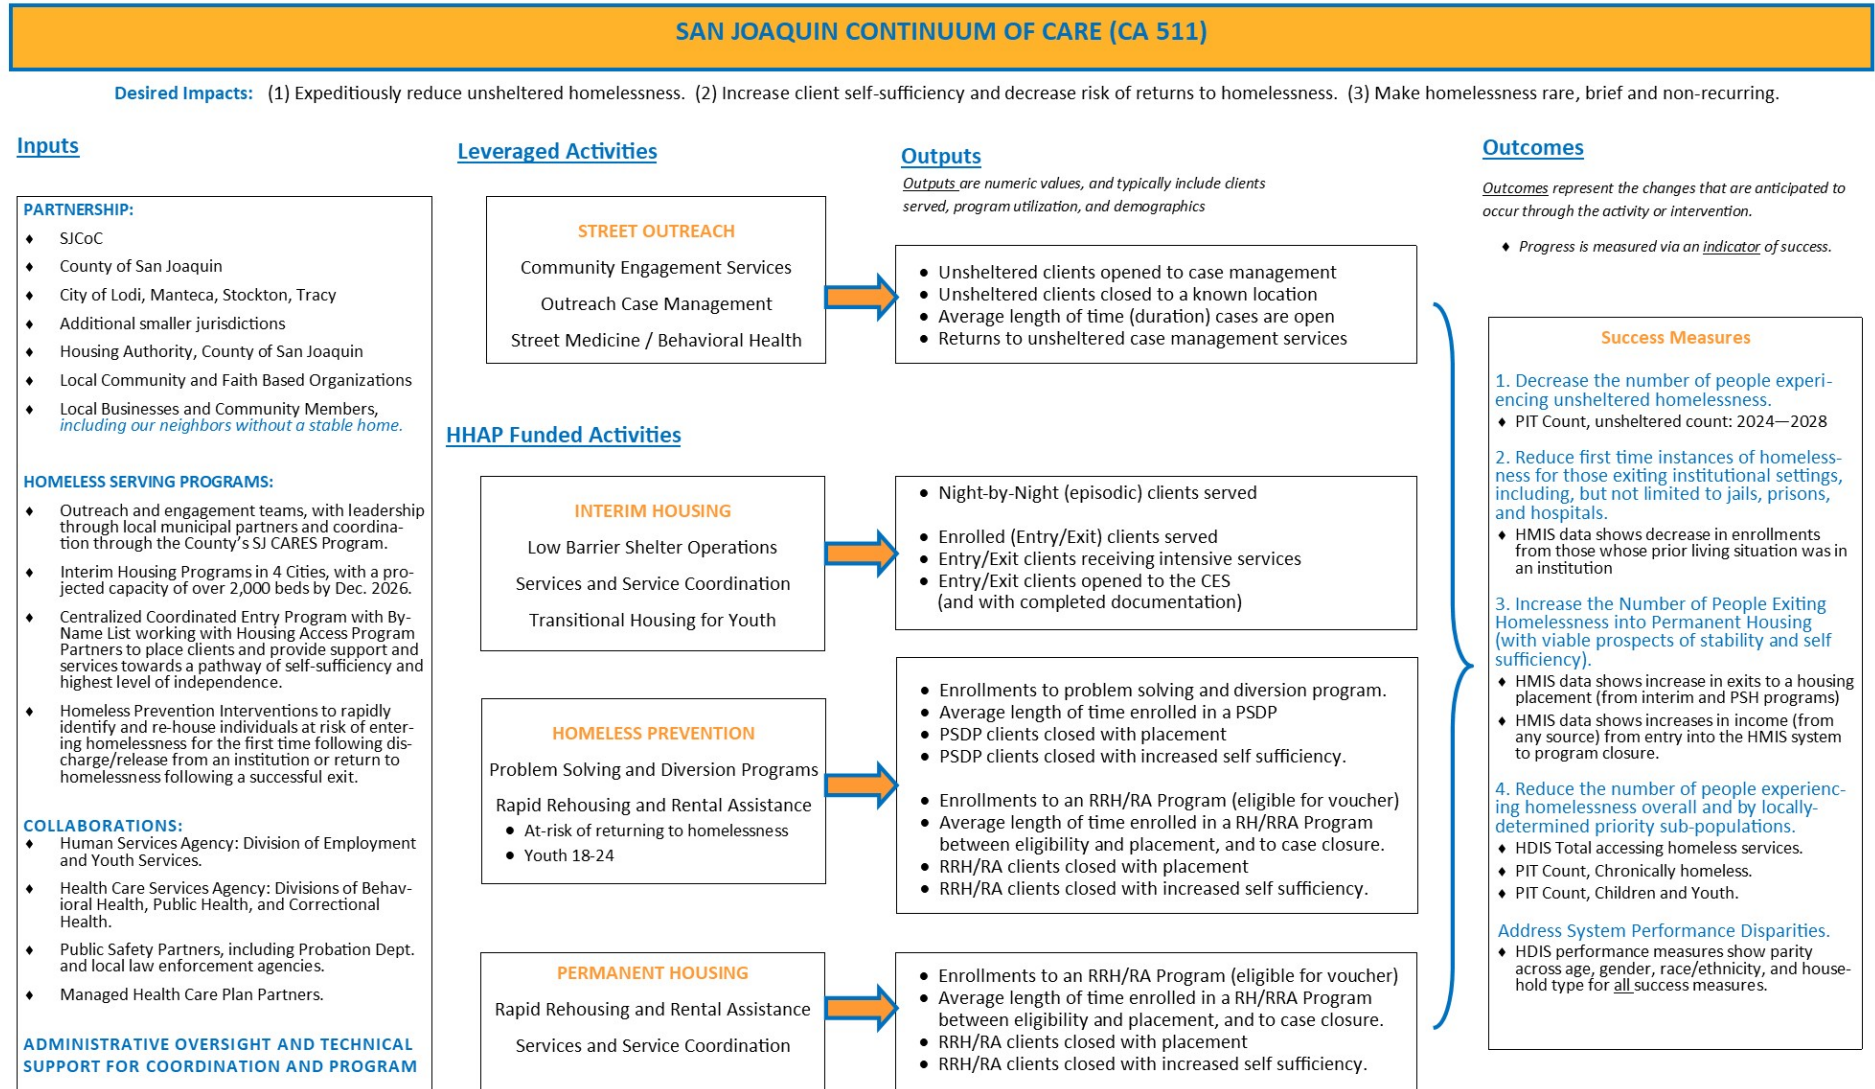 SAN JOAQUIN CONTINUUM OF CARE (CA 511)
Desired Impacts: (1) Expeditiously reduce unsheltered homelessness. (2) Increase client self-sufficiency and decrease risk of returns to homelessness. (3) Make homelessness rare, brief and non-recurring.
Inputs
PARTNERSHIP:
♦ SJCoC
♦ County of San Joaquin
♦ City of Lodi, Manteca, Stockton, Tracy
♦ Additional smaller jurisdictions
♦ Housing Authority, County of San Joaquin
♦ Local Community and Faith Based Organizations
♦ Local Businesses and Community Members,
including our neighbors without a stable home.
HOMELESS SERVING PROGRAMS:
♦ Outreach and engagement teams, with leadership
through local municipal partners and coordina-
tion through the County's SJ CARES Program.
♦ Interim Housing Programs in 4 Cities, with a pro-
jected capacity of over 2,000 beds by Dec. 2026.
♦ Centralized Coordinated Entry Program with By-
Name List working with Housing Access Program
Partners to place clients and provide support and
services towards a pathway of self-sufficiency and
highest level of independence.
♦ Homeless Prevention Interventions to rapidly
identify and re-house individuals at risk of enter-
ing homelessness for the first time following dis-
charge/release from an institution or return to
homelessness following a successful exit.
COLLABORATIONS:
♦ Human Services Agency: Division of Employment
and Youth Services.
♦ Health Care Services Agency: Divisions of Behav-
ioral Health, Public Health, and Correctional
Health.
♦ Public Safety Partners, including Probation Dept.
and local law enforcement agencies.
♦ Managed Health Care Plan Partners.
ADMINISTRATIVE OVERSIGHT AND TECHNICAL
SUPPORT FOR COORDINATION AND PROGRAM
Leveraged Activities
STREET OUTREACH
Community Engagement Services
Outreach Case Management
Street Medicine / Behavioral Health
HHAP Funded Activities
INTERIM HOUSING
Low Barrier Shelter Operations
Services and Service Coordination
Transitional Housing for Youth
HOMELESS PREVENTION
Problem Solving and Diversion Programs
Rapid Rehousing and Rental Assistance
• At-risk of returning to homelessness
• Youth 18-24
PERMANENT HOUSING
Rapid Rehousing and Rental Assistance
Services and Service Coordination
Outputs
Outputs are numeric values, and typically include clients
served, program utilization, and demographics
• Unsheltered clients opened to case management
• Unsheltered clients closed to a known location
• Average length of time (duration) cases are open
• Returns to unsheltered case management services
• Night-by-Night (episodic) clients served
• Enrolled (Entry/Exit) clients served
• Entry/Exit clients receiving intensive services
• Entry/Exit clients opened to the CES
(and with completed documentation)
• Enrollments to problem solving and diversion program.
• Average length of time enrolled in a PSDP
• PSDP clients closed with placement
• PSDP clients closed with increased self sufficiency.
• Enrollments to an RRH/RA Program (eligible for voucher)
• Average length of time enrolled in a RH/RRA Program
between eligibility and placement, and to case closure.
• RRH/RA clients closed with placement
• RRH/RA clients closed with increased self sufficiency.
• Enrollments to an RRH/RA Program (eligible for voucher)
• Average length of time enrolled in a RH/RRA Program
between eligibility and placement, and to case closure.
• RRH/RA clients closed with placement
• RRH/RA clients closed with increased self sufficiency.
Outcomes
Outcomes represent the changes that are anticipated to
occur through the activity or intervention.
♦ Progress is measured via an indicator of success.
Success Measures
1. Decrease the number of people experi-
encing unsheltered homelessness.
♦ PIT Count, unsheltered count: 2024—2028
2. Reduce first time instances of homeless-
ness for those exiting institutional settings,
including, but not limited to jails, prisons,
and hospitals.
♦ HMIS data shows decrease in enrollments
from those whose prior living situation was in
an institution
3. Increase the Number of People Exiting
Homelessness into Permanent Housing
(with viable prospects of stability and self
sufficiency).
♦ HMIS data shows increase in exits to a housing
placement (from interim and PSH programs)
♦ HMIS data shows increases in income (from
any source) from entry into the HMIS system
to program closure.
4. Reduce the number of people experienc-
ing homelessness overall and by locally-
determined priority sub-populations.
♦ HDIS Total accessing homeless services.
♦ PIT Count, Chronically homeless.
♦ PIT Count, Children and Youth.
Address System Performance Disparities.
♦ HDIS performance measures show parity
across age, gender, race/ethnicity, and house-
hold type for all success measures.